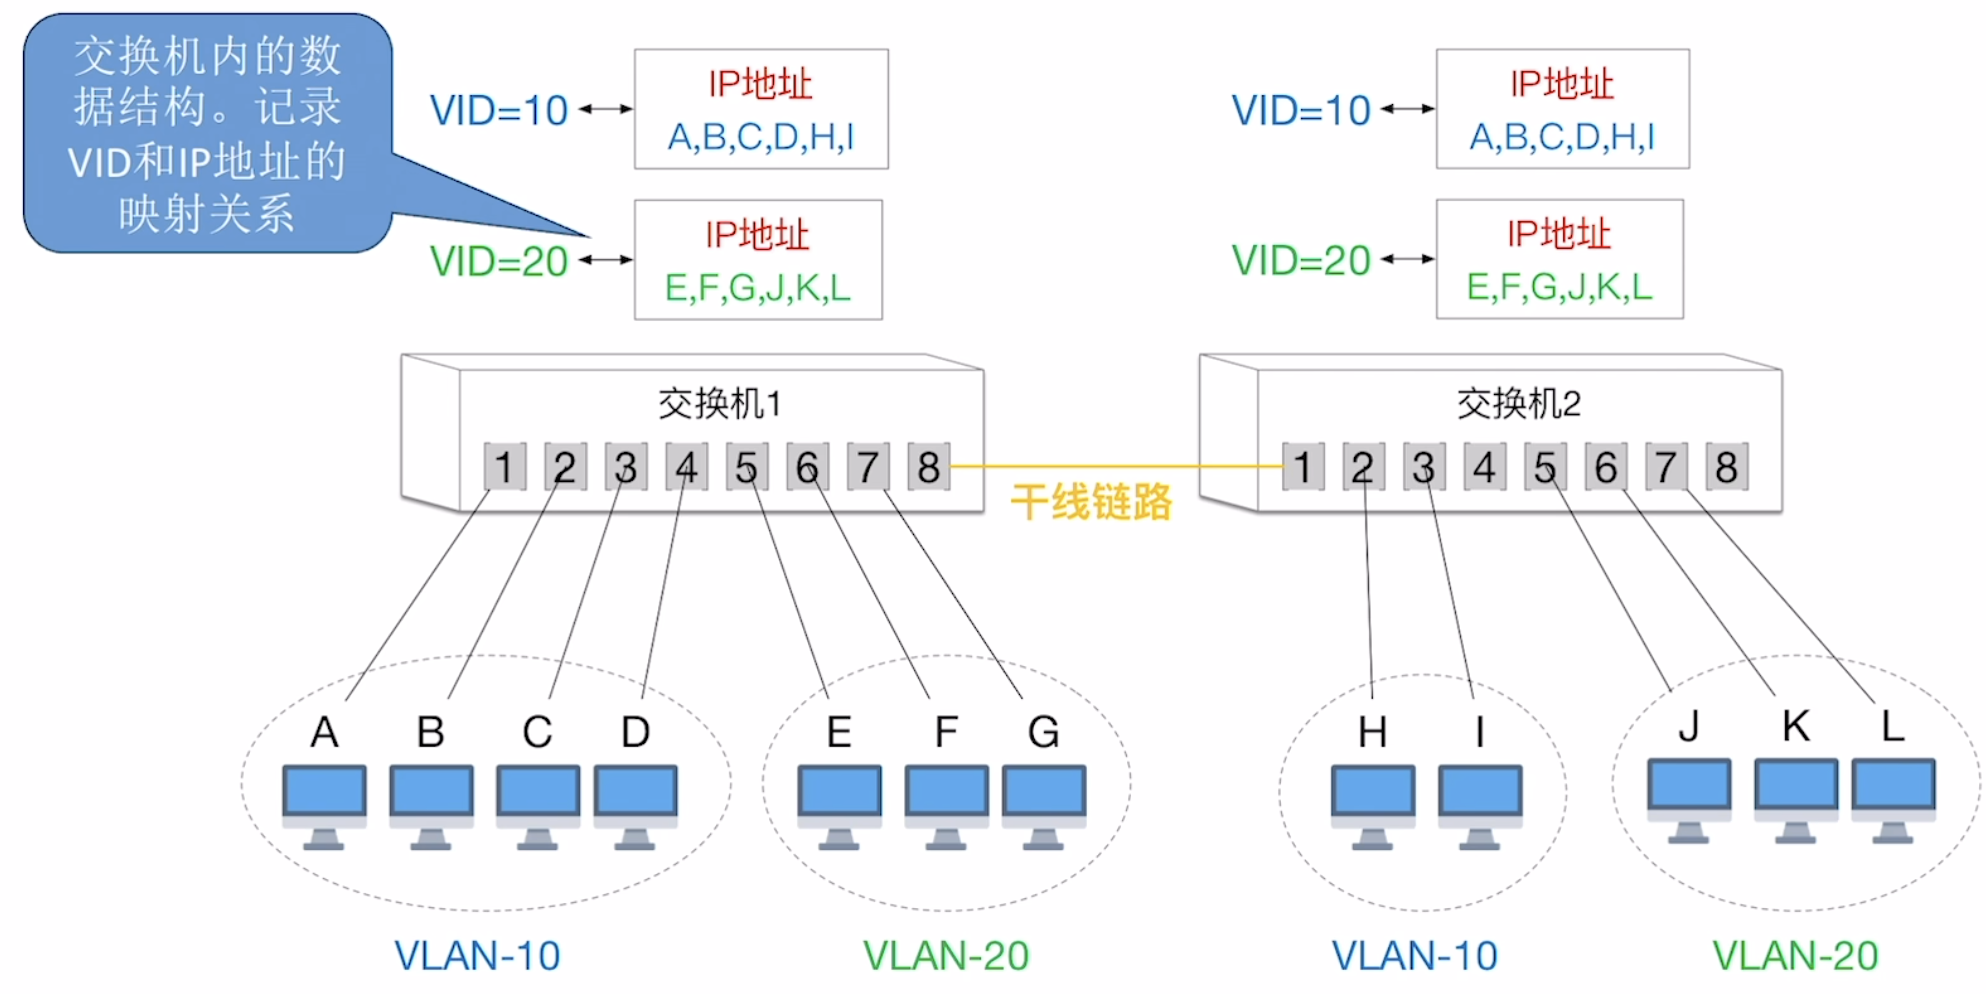 交换机内的数
据结构。记录
VID和IP地址的
映射关系
VID=10
IP地址
A,B,C,D,H,I
VID=20
IP地址
E,F,G,J,K,L
VID=10
IP地址
A,B,C,D,H,I
VID=20
IP地址
E,F,G,J,K,L
交换机1
1 2 3 4 5 6 7 8
干线链路
交换机2
1 2 3 4 5 6 7 8
A B C D
E F G
H I
J K L
VLAN-10
VLAN-20
VLAN-10
VLAN-20